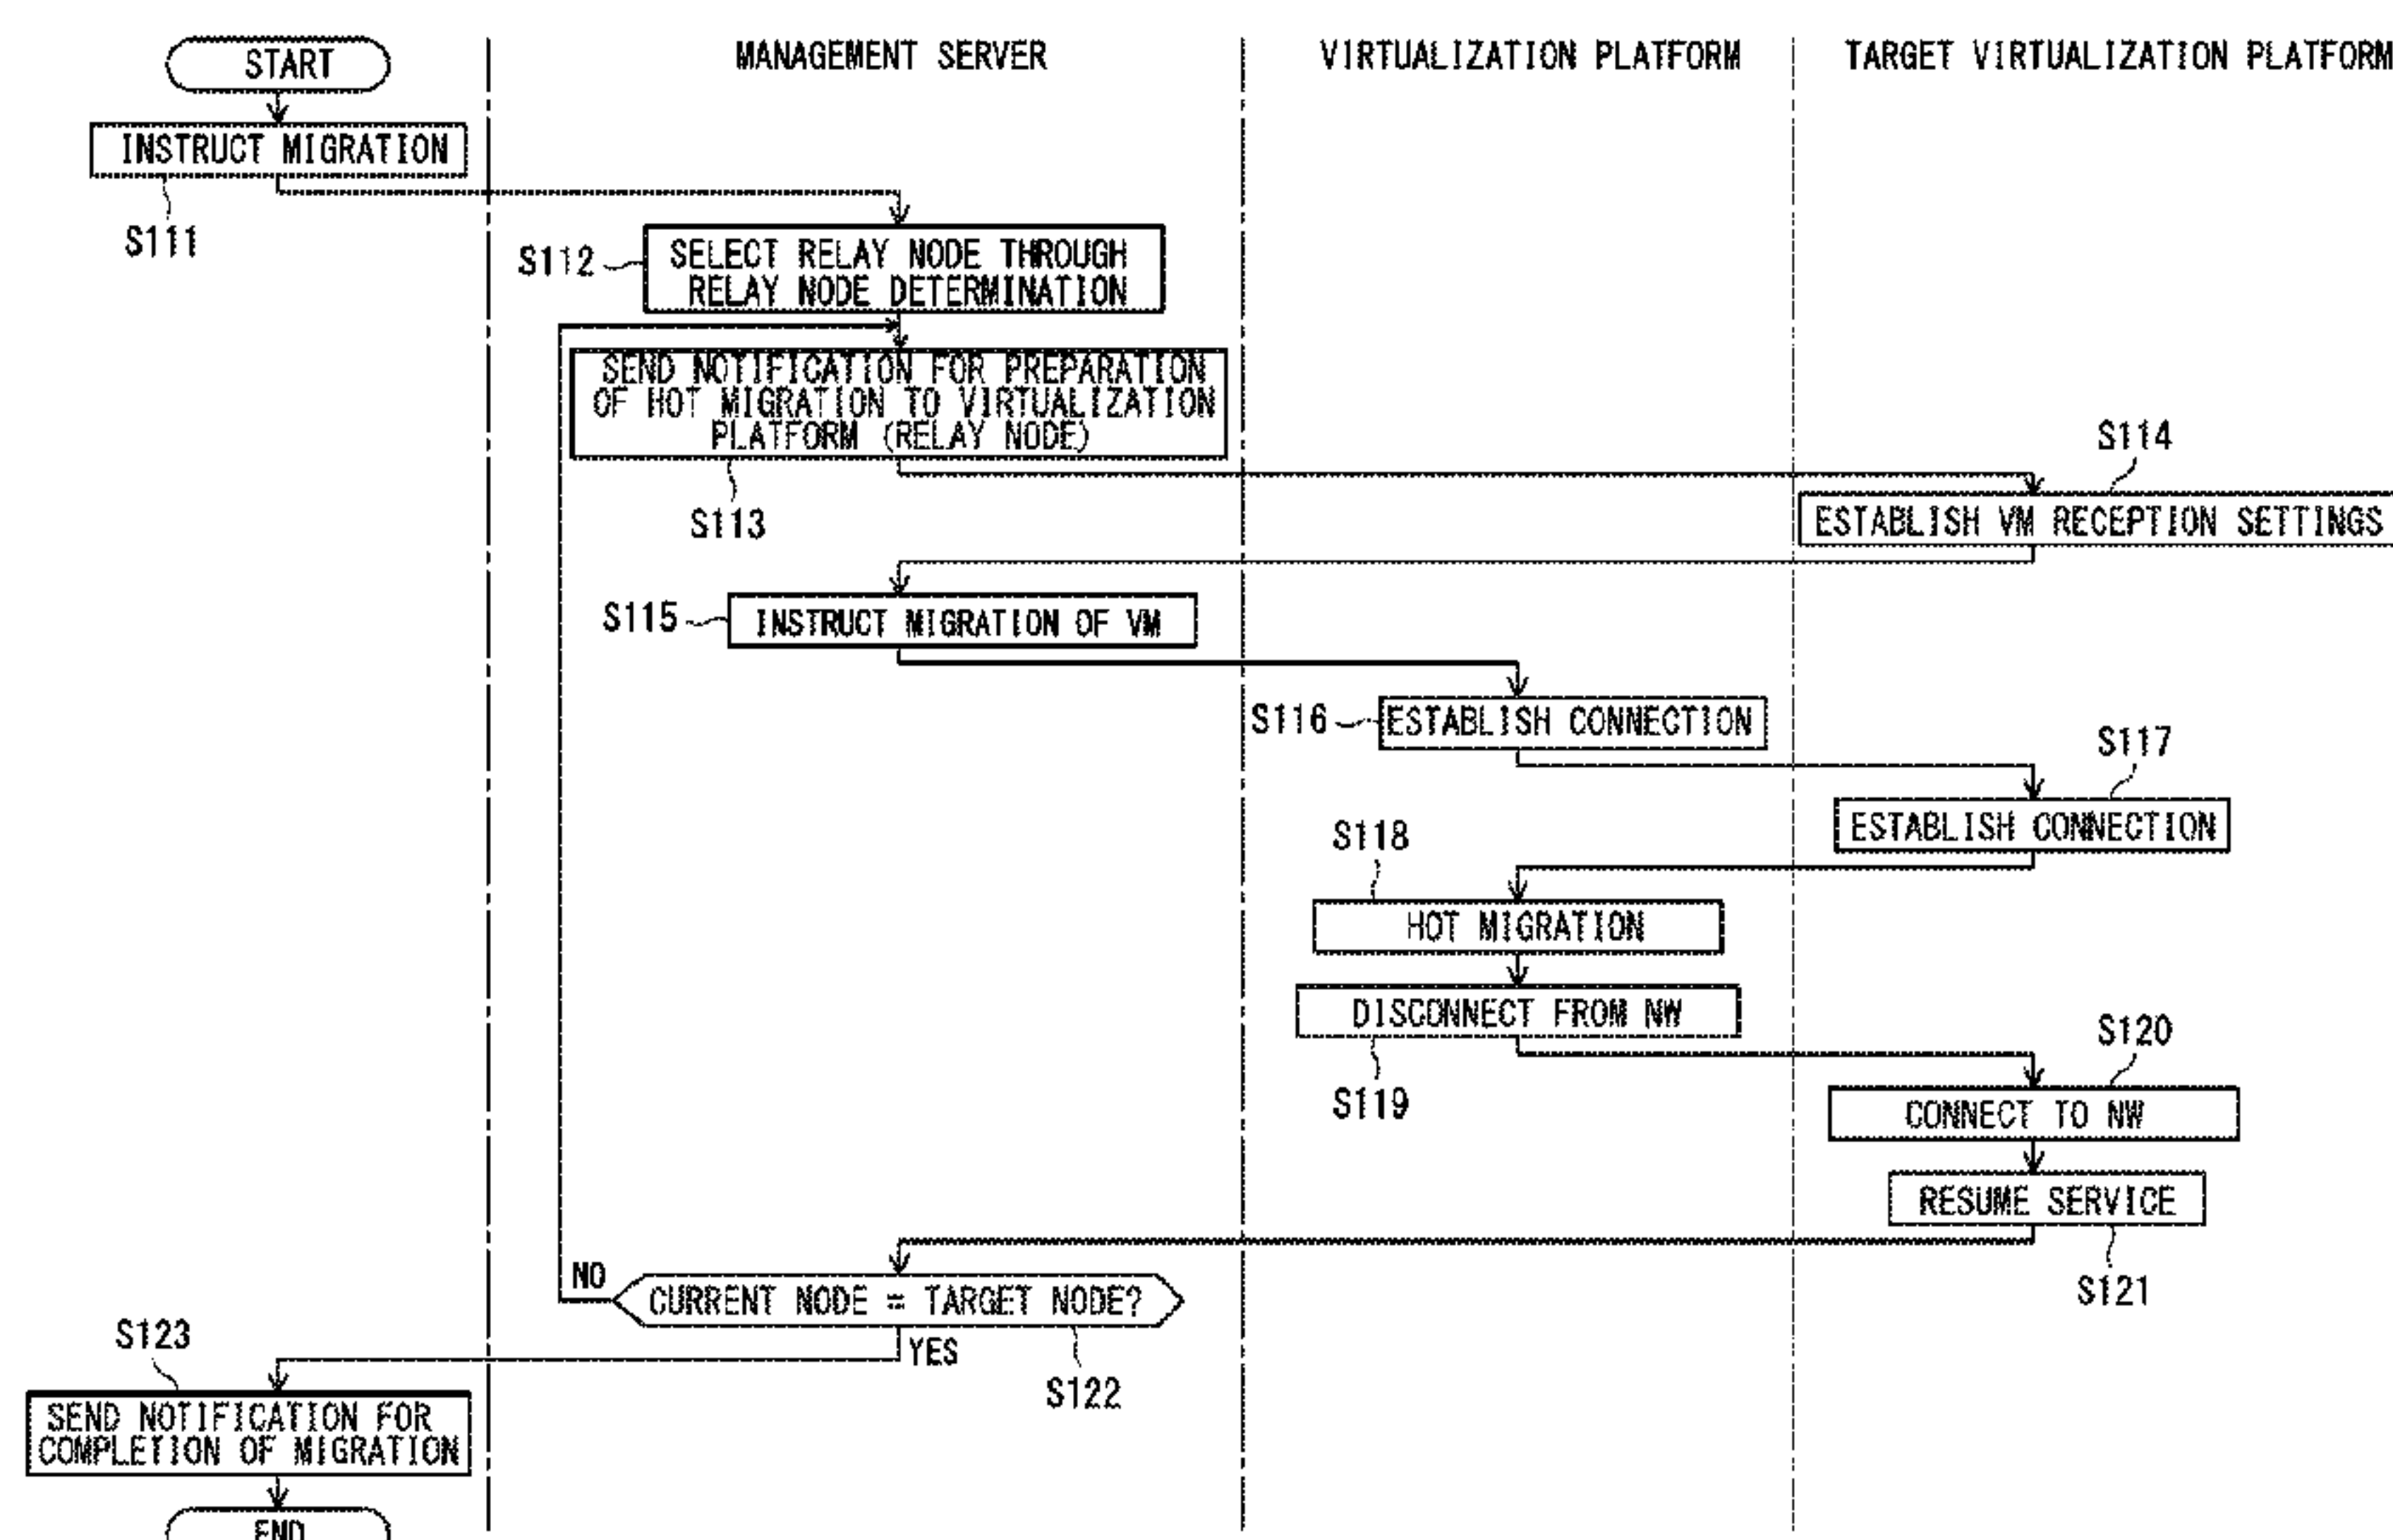 START
MANAGEMENT SERVER
VIRTUALIZATION PLATFORM
TARGET VIRTUALIZATION PLATFORM
INSTRUCT MIGRATION
S111
S112
SELECT RELAY NODE THROUGH
RELAY NODE DETERMINATION
SEND NOTIFICATION FOR PREPARATION
OF HOT MIGRATION TO VIRTUALIZATION
PLATFORM (RELAY NODE)
S113
S114
ESTABLISH VM RECEPTION SETTINGS
S115
INSTRUCT MIGRATION OF VM
S116
ESTABLISH CONNECTION
S117
ESTABLISH CONNECTION
S118
HOT MIGRATION
DISCONNECT FROM NW
S119
S120
CONNECT TO NW
RESUME SERVICE
S121
NO
CURRENT NODE = TARGET NODE?
YES
S122
S123
SEND NOTIFICATION FOR
COMPLETION OF MIGRATION
END